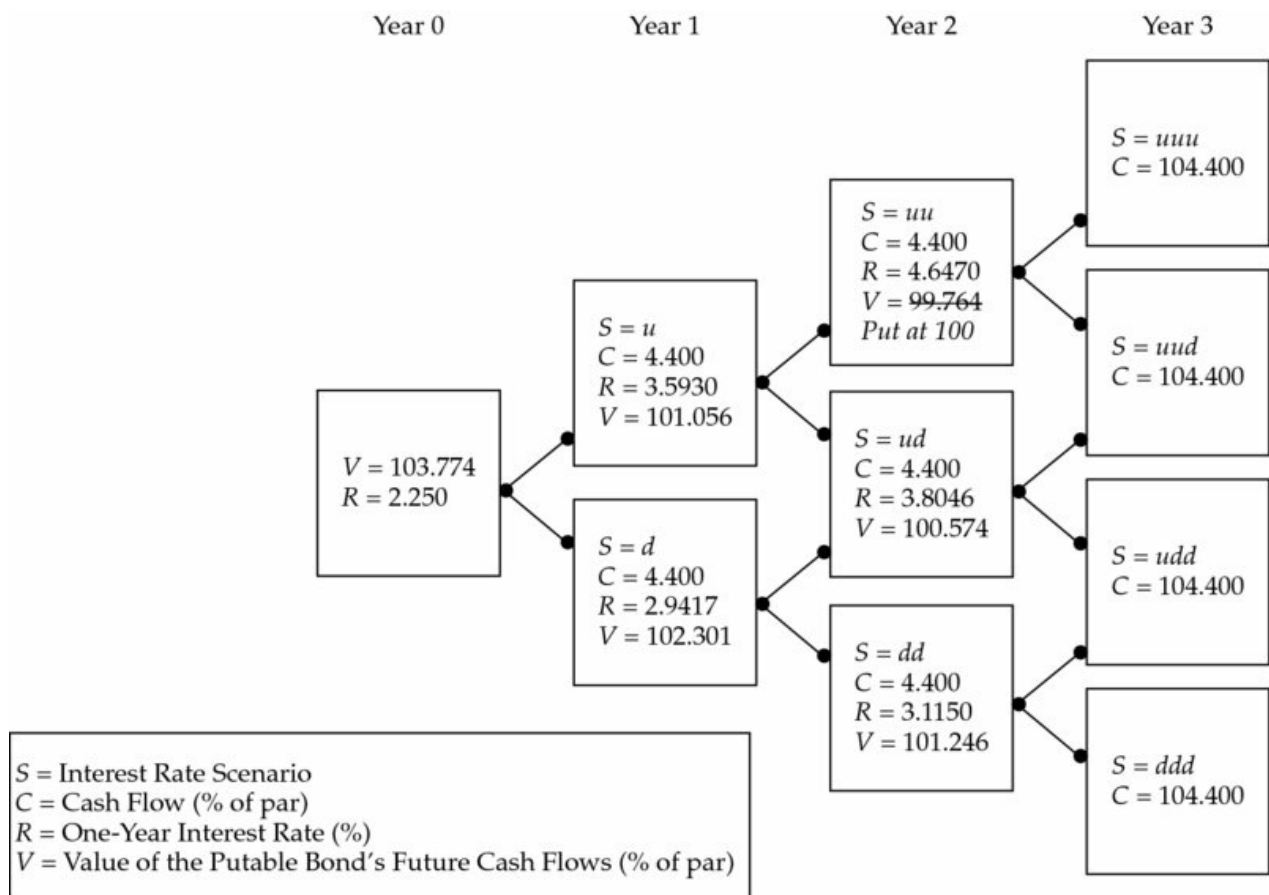 Year 0
Year 1
Year 2
Year 3
V = 103.774
R = 2.250
S = u
C = 4.400
R = 3.5930
V = 101.056
S = d
C = 4.400
R = 2.9417
V = 102.301
S = uu
C = 4.400
R = 4.6470
V = 99.764
Put at 100
S = ud
C = 4.400
R = 3.8046
V = 100.574
S = dd
C = 4.400
R = 3.1150
V = 101.246
S = uuu
C = 104.400
S = uud
C = 104.400
S = udd
C = 104.400
S = ddd
C = 104.400
S = Interest Rate Scenario
C = Cash Flow (% of par)
R = One-Year Interest Rate (%)
V = Value of the Putable Bond's Future Cash Flows (% of par)